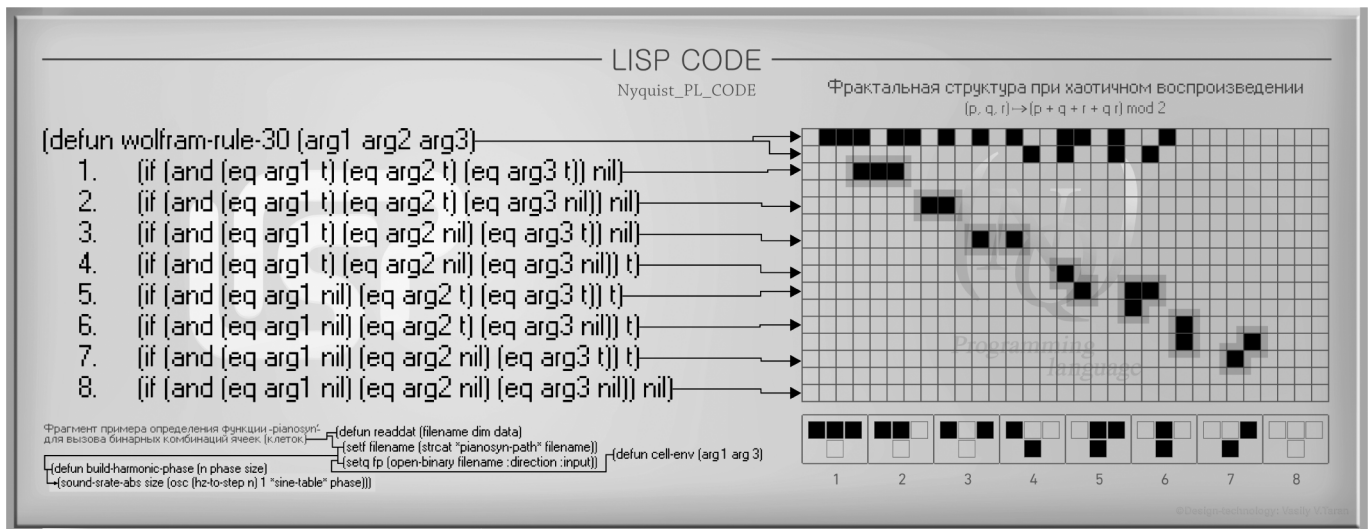 LISP CODE
Nyquist_PL_CODE
Фрактальная структура при хаотичном воспроизведении
(p, q, r)→(p + q + r + q r) mod 2
(defun wolfram-rule-30 (arg1 arg2 arg3)
1. (if (and (eq arg1 t) (eq arg2 t) (eq arg3 t)) nil)
2. (if (and (eq arg1 t) (eq arg2 t) (eq arg3 nil)) nil)
3. (if (and (eq arg1 t) (eq arg2 nil) (eq arg3 t)) nil)
4. (if (and (eq arg1 t) (eq arg2 nil) (eq arg3 nil)) t)
5. (if (and (eq arg1 nil) (eq arg2 t) (eq arg3 t)) t)
6. (if (and (eq arg1 nil) (eq arg2 t) (eq arg3 nil)) t)
7. (if (and (eq arg1 nil) (eq arg2 nil) (eq arg3 t)) t)
8. (if (and (eq arg1 nil) (eq arg2 nil) (eq arg3 nil)) nil)
Programming
language
Фрагмент примера определения функции -pianosyn'-
для вызова бинарных комбинаций ячеек (клеток)
(defun readdat (filename dim data)
(setf filename (strcat *pianosyn-path* filename))
(setq fp (open-binary filename :direction :input))
(defun cell-env (arg1 arg 3)
(defun build-harmonic-phase (n phase size)
(sound-srate-abs size (osc (hz-to-step n) 1 *sine-table* phase)))
1 2 3 4 5 6 7 8
©Design-technology: Vasily V.